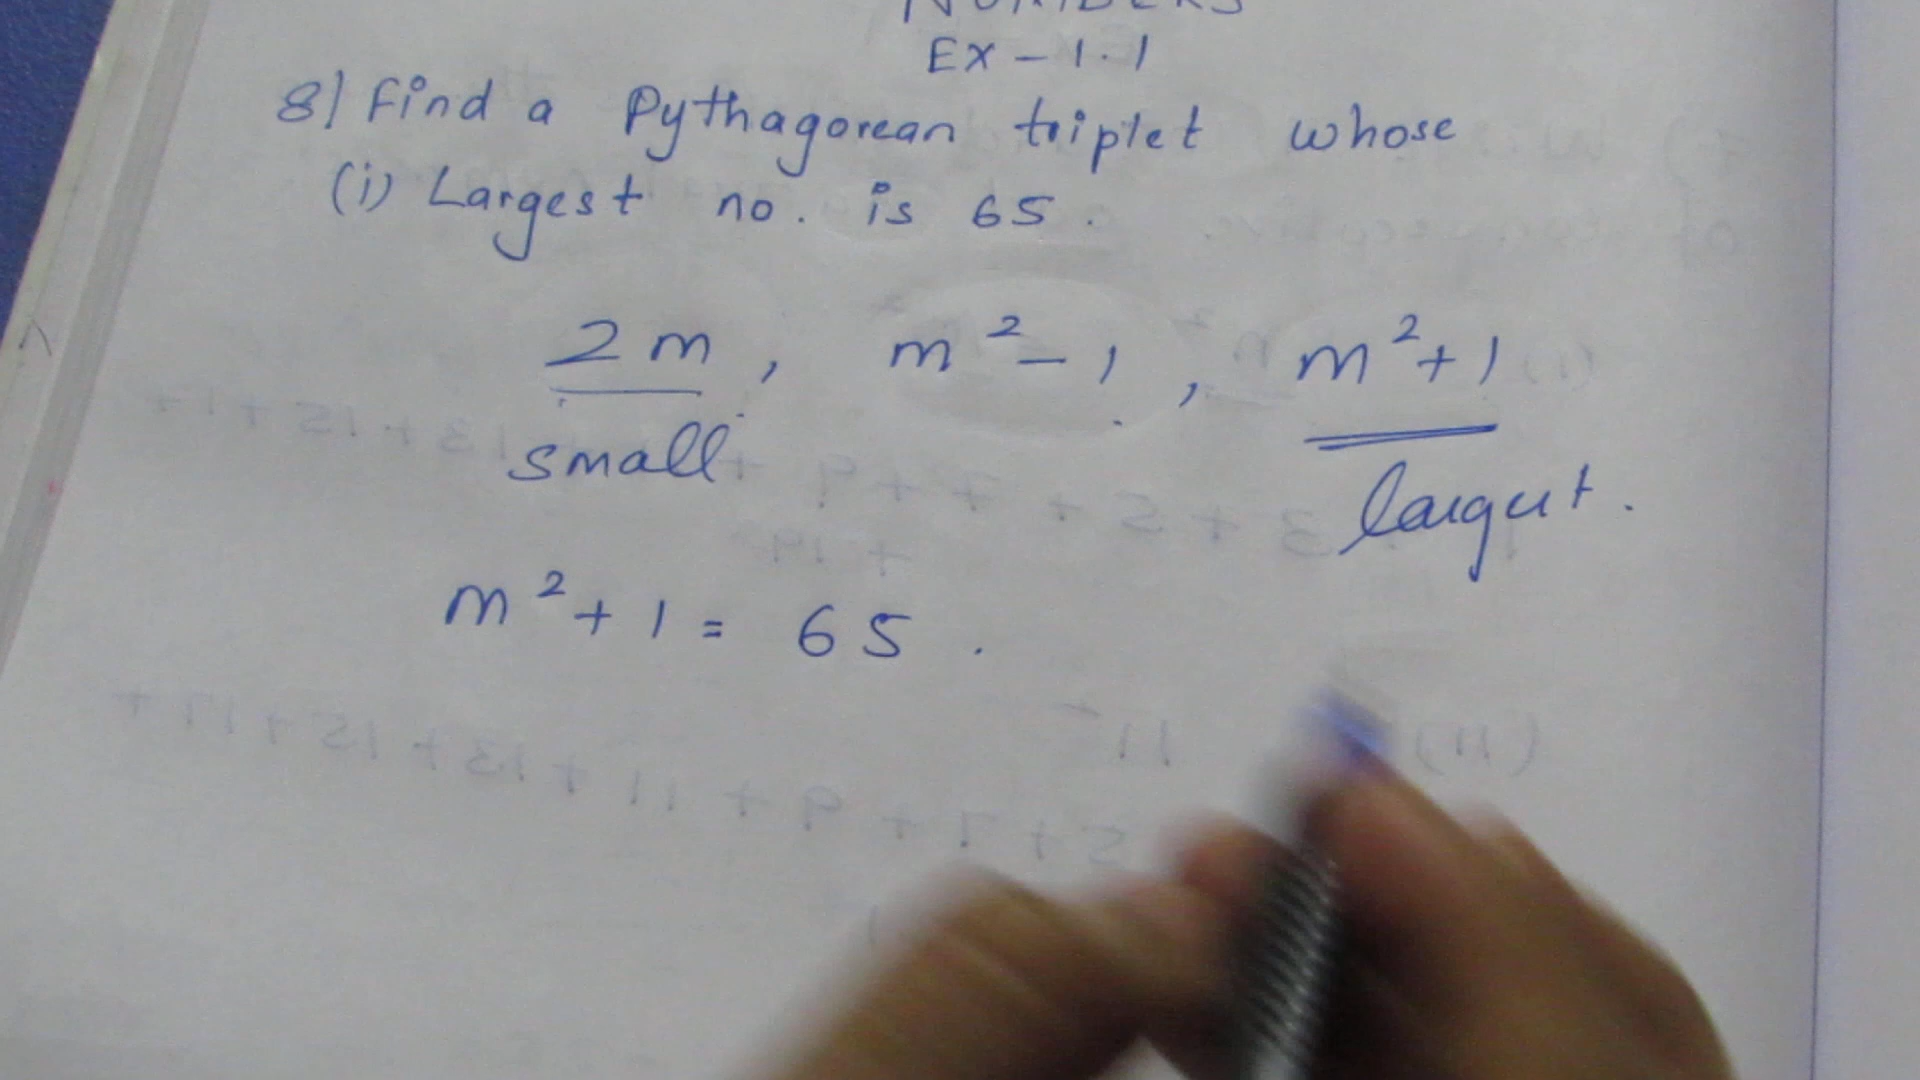 NUMBERS
EX - 1.1
8) Find a Pythagorean triplet whose
(i) Largest no. is 65.
2m, m²-1, m²+1
small largest.
m²+1 = 65.